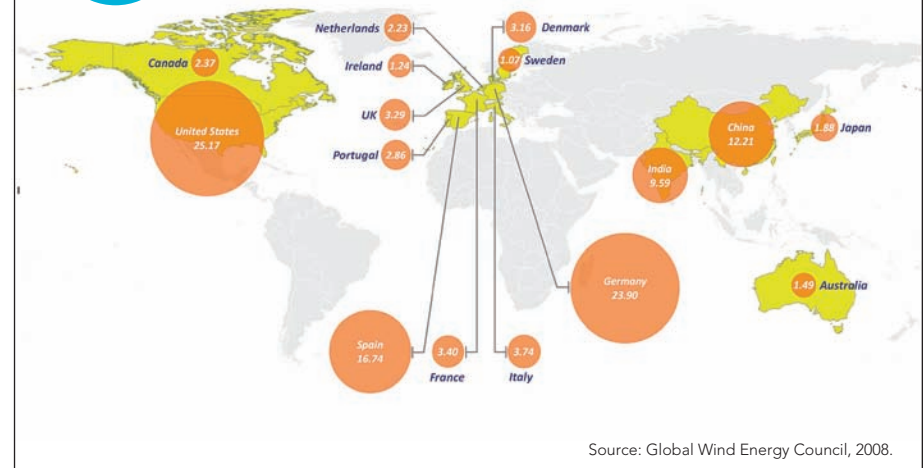 Netherlands 2.23
3.16 Denmark
Canada 2.37
Ireland 1.24
1.07 Sweden
United States
25.17
UK 3.29
China
12.21
1.88 Japan
Portugal 2.86
India
9.59
Germany
23.90
1.49 Australia
Spain
16.74
3.40
France
3.74
Italy
Source: Global Wind Energy Council, 2008.